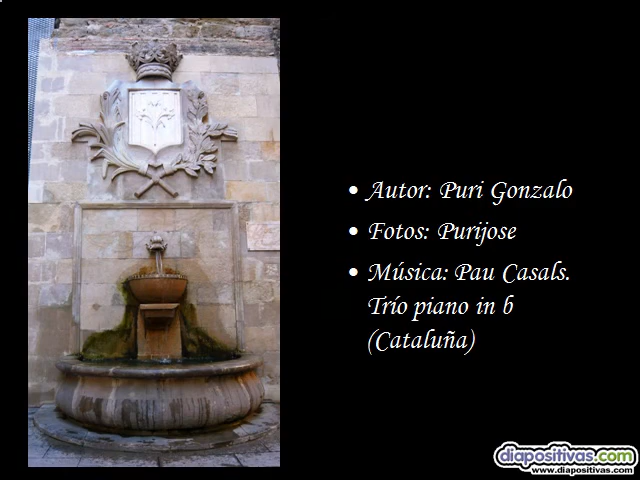 • Autor: Puri Gonzalo
• Fotos: Purijose
• Música: Pau Casals.
Trío piano in b
(Cataluña)
diapositivas.com
www.diapositivas.com